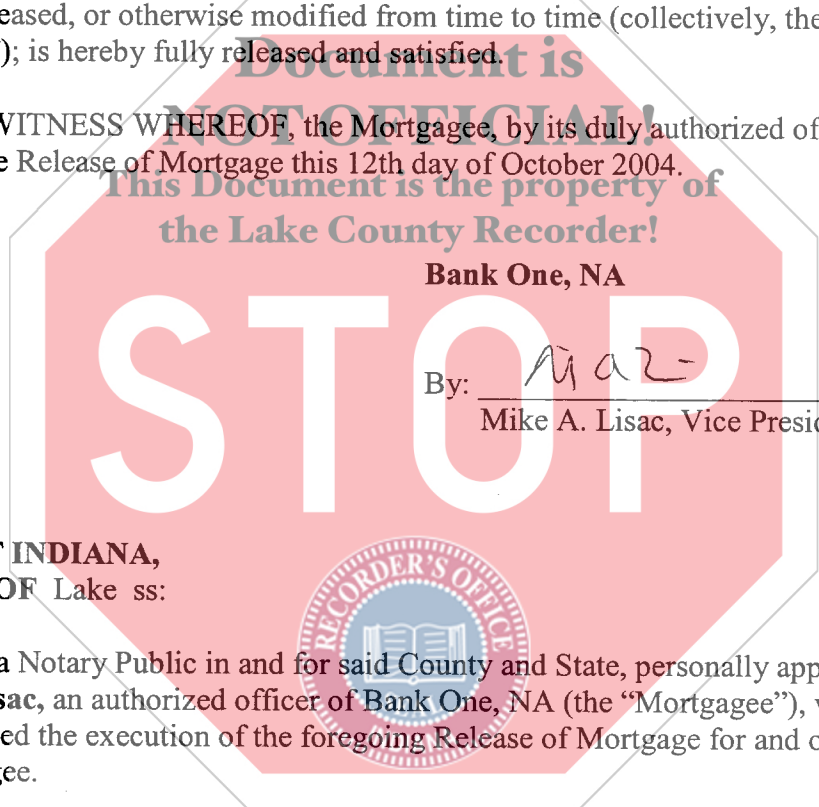 eased, or otherwise modified from time to time (collectively, the
); is hereby fully released and satisfied.
Document is
NOT OFFICIAL!
WITNESS WHEREOF, the Mortgagee, by its duly authorized of
e Release of Mortgage this 12th day of October 2004.
This Document is the property of
the Lake County Recorder!
Bank One, NA
STOP
By:
Mike A. Lisac, Vice Presid
INDIANA,
OF Lake ss:
RECORDER'S OFFICE
a Notary Public in and for said County and State, personally app
sac, an authorized officer of Bank One, NA (the “Mortgagee”), v
ed the execution of the foregoing Release of Mortgage for and o
gee.